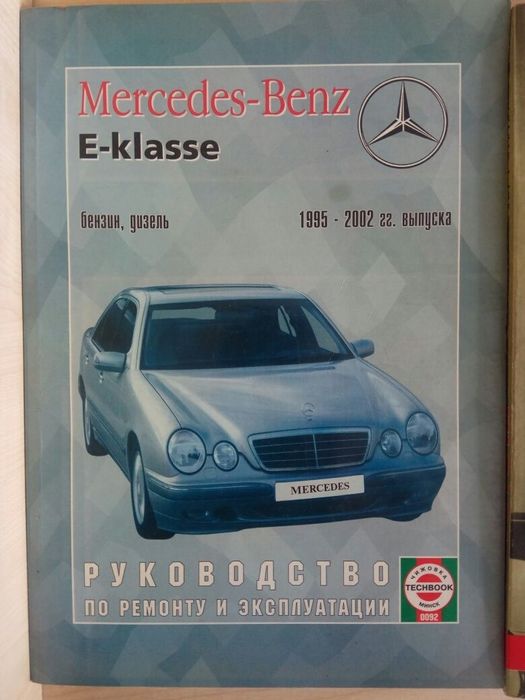 Mercedes-Benz
E-klasse
бензин, дизель
1995 - 2002 гг. выпуска
MERCEDES
РУКОВОДСТВО
ПО РЕМОНТУ И ЭКСПЛУАТАЦИИ
ЧИЖОВКА
TECHBOOK
МИНСК
0092